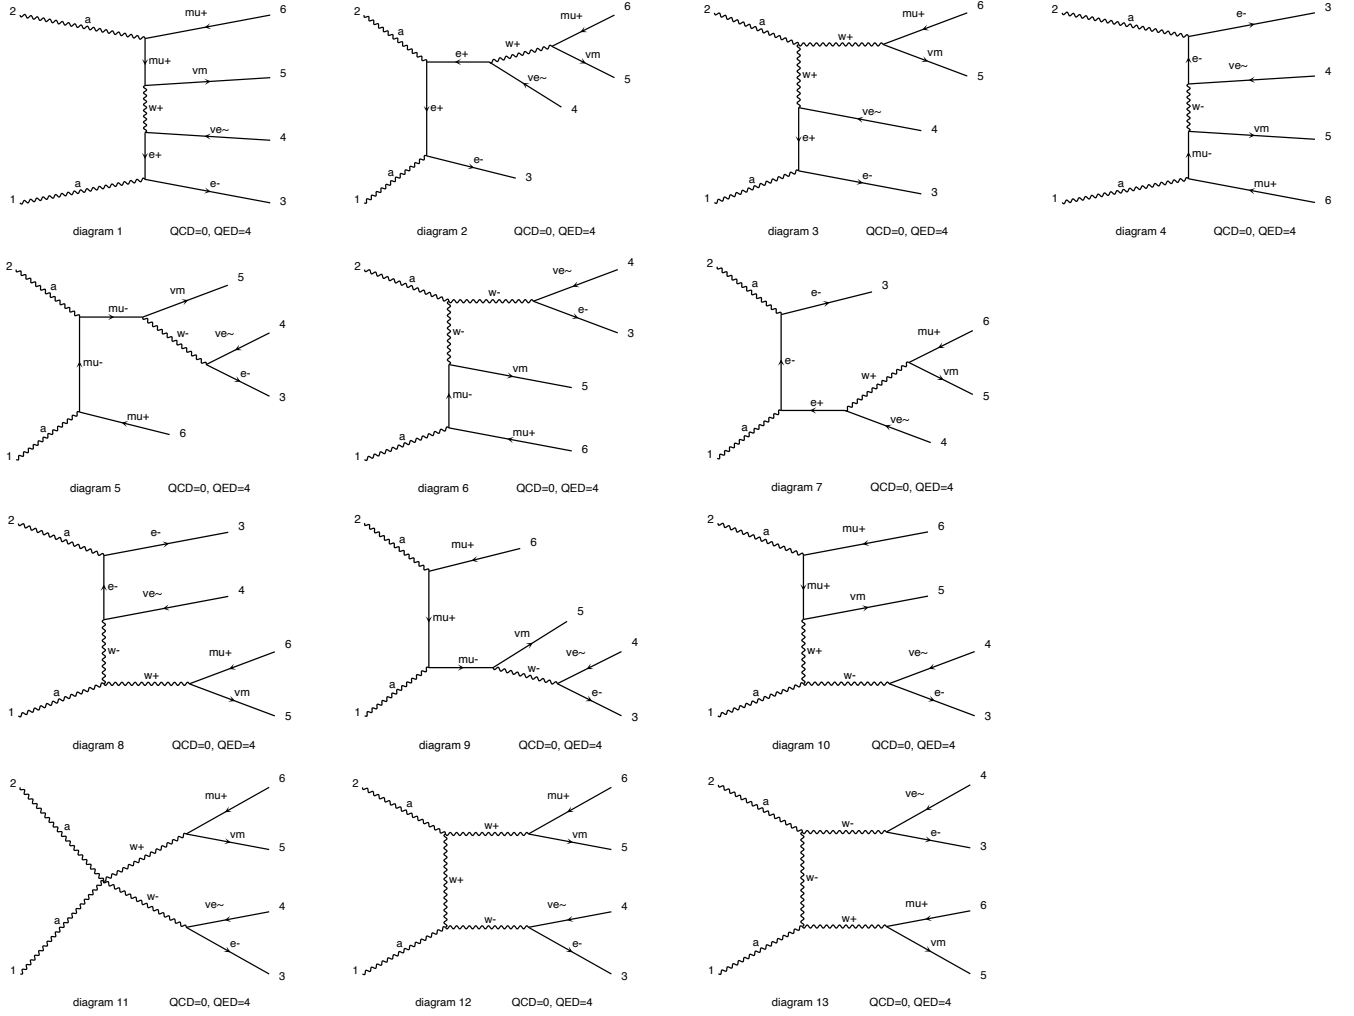 2 a mu+ 6
mu+
vm 5
w+
ve~ 4
e+
1 a e- 3
diagram 1 QCD=0, QED=4
2 a e+ w+ mu+ 6
vm 5
ve~ 4
e+
1 a e- 3
diagram 2 QCD=0, QED=4
2 a w+ mu+ 6
vm 5
w+
ve~ 4
e+
1 a e- 3
diagram 3 QCD=0, QED=4
2 a e- 3
e-
ve~ 4
w-
vm 5
mu-
1 a mu+ 6
diagram 4 QCD=0, QED=4
2 a mu- vm 5
w- ve~ 4
e- 3
mu-
1 a mu+ 6
diagram 5 QCD=0, QED=4
2 a w- ve~ 4
e- 3
w-
vm 5
mu-
1 a mu+ 6
diagram 6 QCD=0, QED=4
2 a e- 3
e-
w+ mu+ 6
vm 5
1 a e+ ve~ 4
diagram 7 QCD=0, QED=4
2 a e- 3
e-
ve~ 4
w-
mu+ 6
1 a w+ vm 5
diagram 8 QCD=0, QED=4
2 a mu+ 6
mu+
vm 5
mu- w- ve~ 4
1 a e- 3
diagram 9 QCD=0, QED=4
2 a mu+ 6
mu+
vm 5
w+
ve~ 4
1 a w- e- 3
diagram 10 QCD=0, QED=4
2 a mu+ 6
w+ vm 5
w- ve~ 4
1 a e- 3
diagram 11 QCD=0, QED=4
2 a w+ mu+ 6
vm 5
w+
w- ve~ 4
1 a e- 3
diagram 12 QCD=0, QED=4
2 a w- ve~ 4
e- 3
w-
w+ mu+ 6
1 a vm 5
diagram 13 QCD=0, QED=4